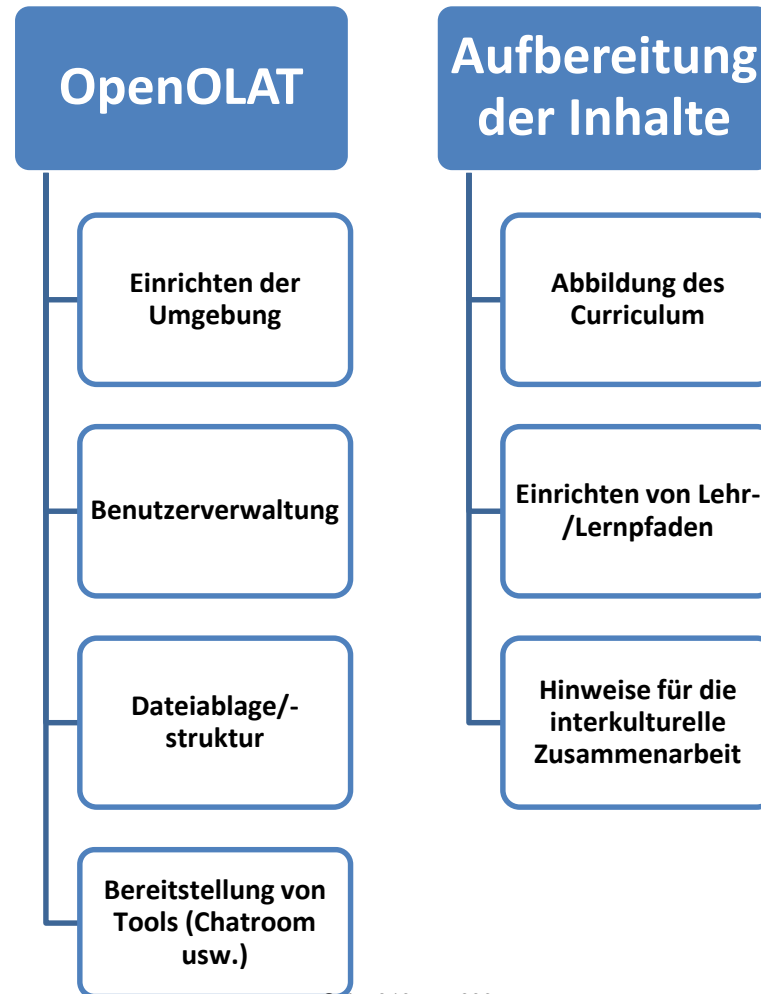 OpenOLAT
Einrichten der
Umgebung
Benutzerverwaltung
Dateiablage/-
struktur
Bereitstellung von
Tools (Chatroom
usw.)
Aufbereitung
der Inhalte
Abbildung des
Curriculum
Einrichten von Lehr-
/Lernpfaden
Hinweise für die
interkulturelle
Zusammenarbeit